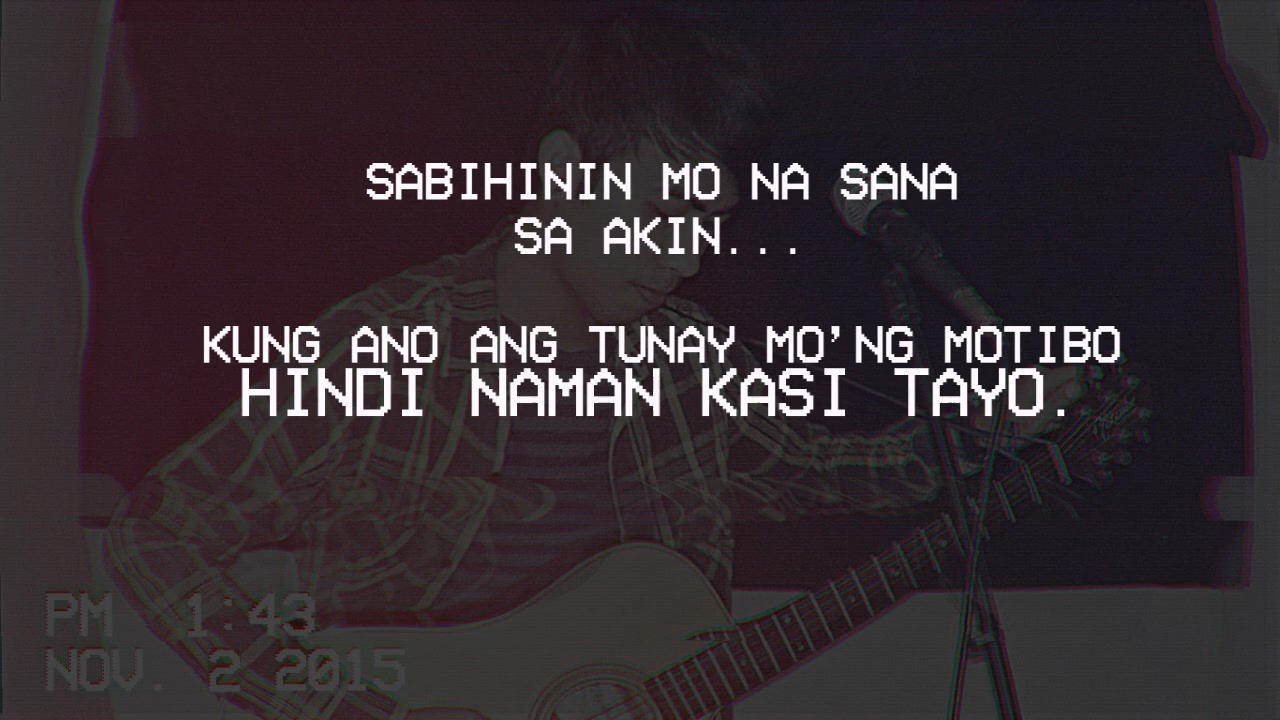 SABIHININ MO NA SANA
SA AKIN...
KUNG ANO ANG TUNAY MO'NG MOTIBO
HINDI NAMAN KASI TAYO.
PM 1:43
NOV. 2 2015